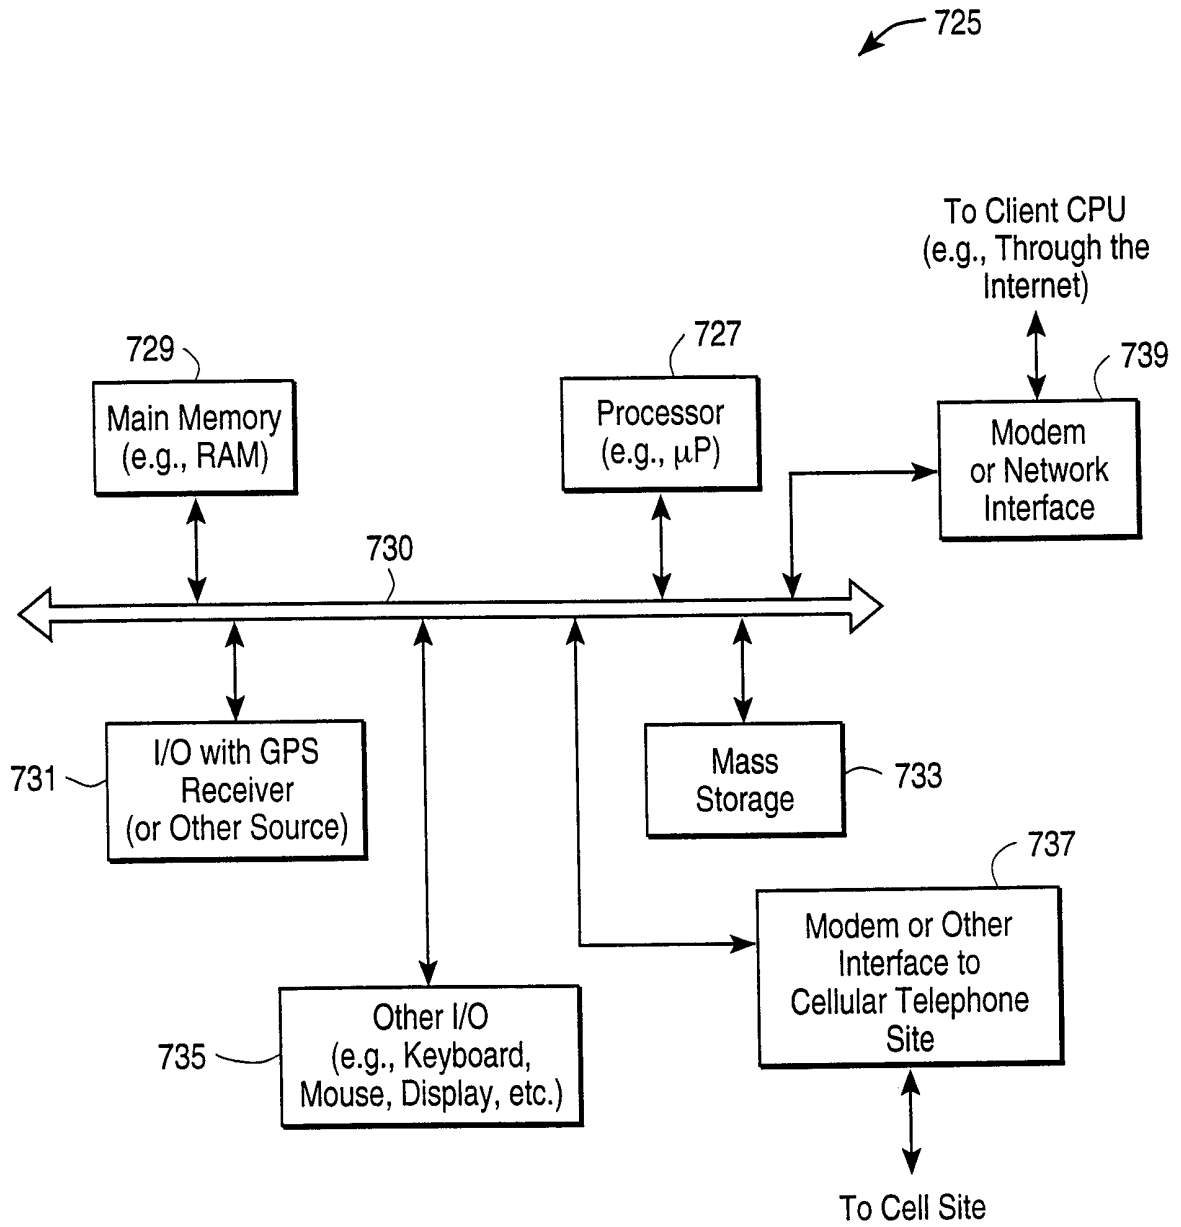 725
To Client CPU
(e.g., Through the
Internet)
739
Modem
or Network
Interface
729
Main Memory
(e.g., RAM)
727
Processor
(e.g., µP)
730
731
I/O with GPS
Receiver
(or Other Source)
Mass
Storage
733
737
Modem or Other
Interface to
Cellular Telephone
Site
735
Other I/O
(e.g., Keyboard,
Mouse, Display, etc.)
To Cell Site